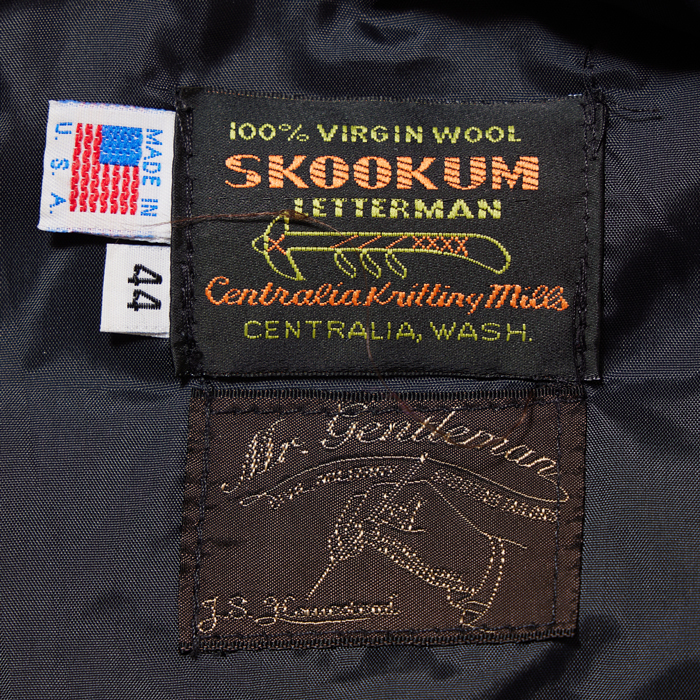 MADE IN
U. S. A.
44
100% VIRGIN WOOL
SKOOKUM
LETTERMAN
Centralia Knitting Mills
CENTRALIA, WASH.
Mr. Gentleman
J.S. Homestead